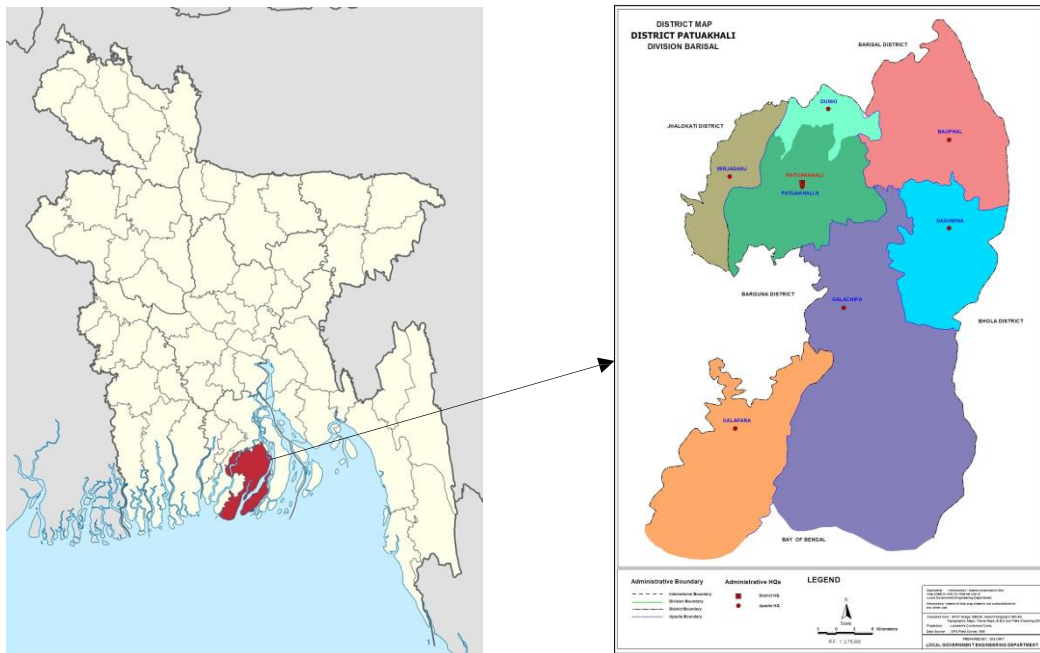 DISTRICT MAP
DISTRICT PATUAKHALI
DIVISION BARISAL
BARISAL DISTRICT
DUMKI
JHALOKATI DISTRICT
BAUPHAL
MIRJAGANJ
PATUAKHALI
PATUAKHALI-S
DASHMINA
BARGUNA DISTRICT
GALACHIPA
BHOLA DISTRICT
KALAPARA
BAY OF BENGAL
LEGEND
Administrative Boundary
International Boundary
Division Boundary
District Boundary
Upazila Boundary
Administrative HQs
District HQ
Upazila HQ
N
Scale
Kilometers
LOCAL GOVERNMENT ENGINEERING DEPARTMENT